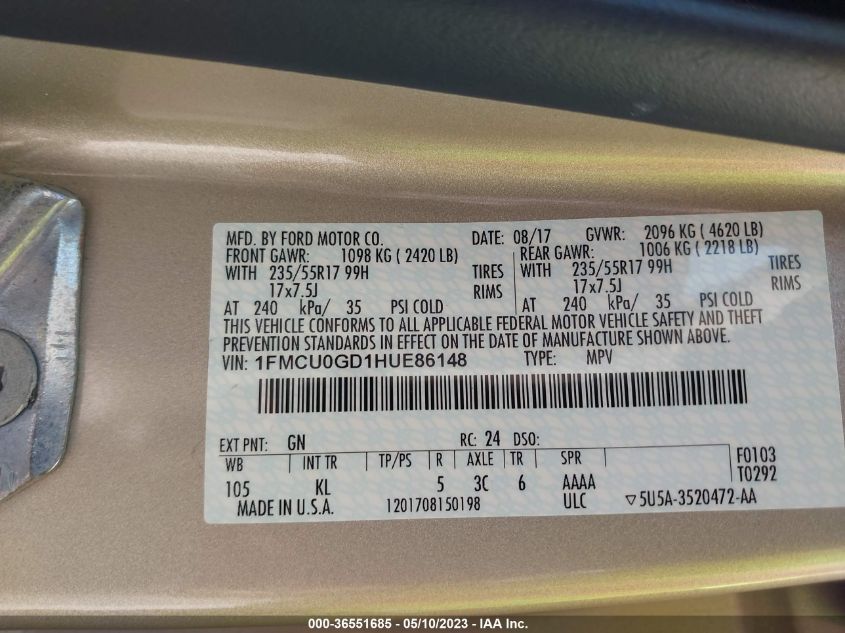 MFD. BY FORD MOTOR CO. DATE: 08/17 GVWR: 2096 KG ( 4620 LB)
FRONT GAWR: 1098 KG ( 2420 LB) REAR GAWR: 1006 KG ( 2218 LB)
WITH 235/55R17 99H TIRES WITH 235/55R17 99H TIRES
17x7.5J RIMS 17x7.5J RIMS
AT 240 kPa/ 35 PSI COLD AT 240 kPa/ 35 PSI COLD
THIS VEHICLE CONFORMS TO ALL APPLICABLE FEDERAL MOTOR VEHICLE SAFETY AND THEFT
PREVENTION STANDARDS IN EFFECT ON THE DATE OF MANUFACTURE SHOWN ABOVE.
VIN: 1FMCU0GD1HUE86148 TYPE: MPV
EXT PNT: GN RC: 24 DSO:
WB INT TR TP/PS R AXLE TR SPR F0103
105 KL 5 3C 6 AAAA T0292
MADE IN U.S.A. 1201708150198 ULC ▽5U5A-3520472-AA
000-36551685 - 05/10/2023 - IAA Inc.